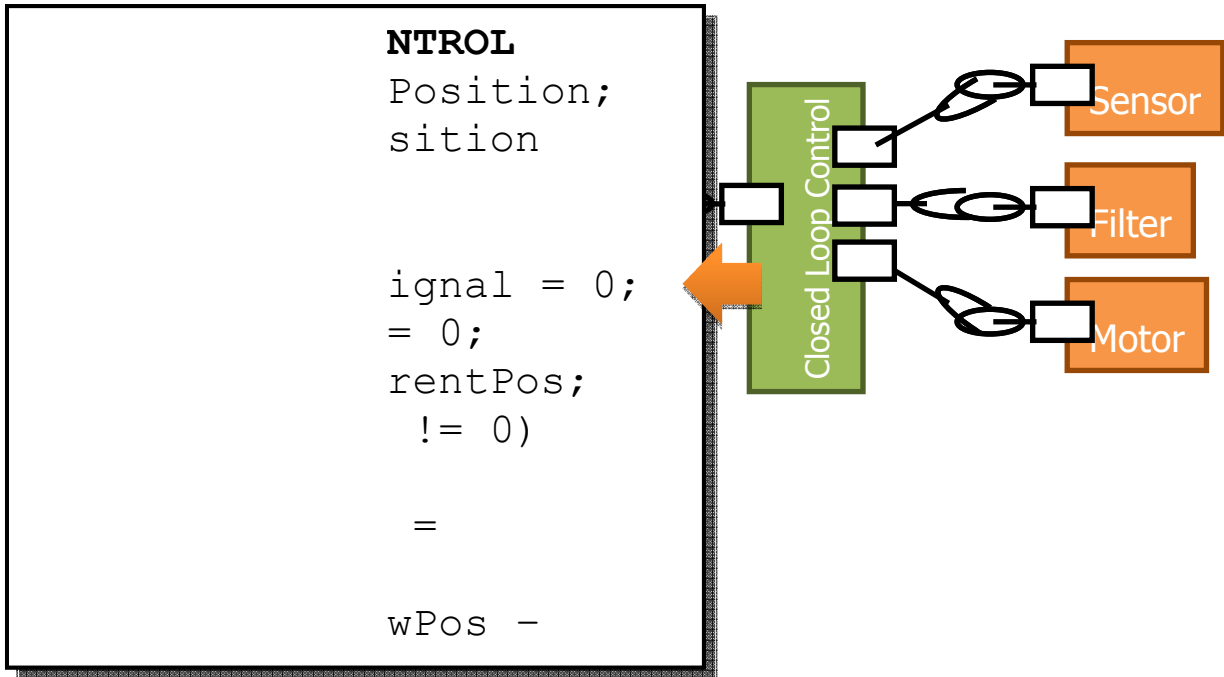 NTROL
Position;
sition
ignal = 0;
= 0;
rentPos;
!= 0)
=
wPos –
Closed Loop Control
Sensor
Filter
Motor